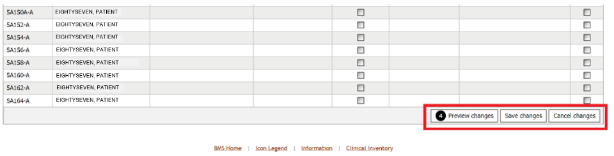 SA150A-A EIGHTYSEVEN, PATIENT
SA152-A EIGHTYSEVEN, PATIENT
SA154-A EIGHTYSEVEN, PATIENT
SA156-A EIGHTYSEVEN, PATIENT
SA158-A EIGHTYSEVEN, PATIENT
SA160-A EIGHTYSEVEN, PATIENT
SA162-A EIGHTYSEVEN, PATIENT
SA164-A EIGHTYSEVEN, PATIENT
4 Preview changes Save changes Cancel changes
BMS Home | Icon Legend | Information | Clinical Inventory